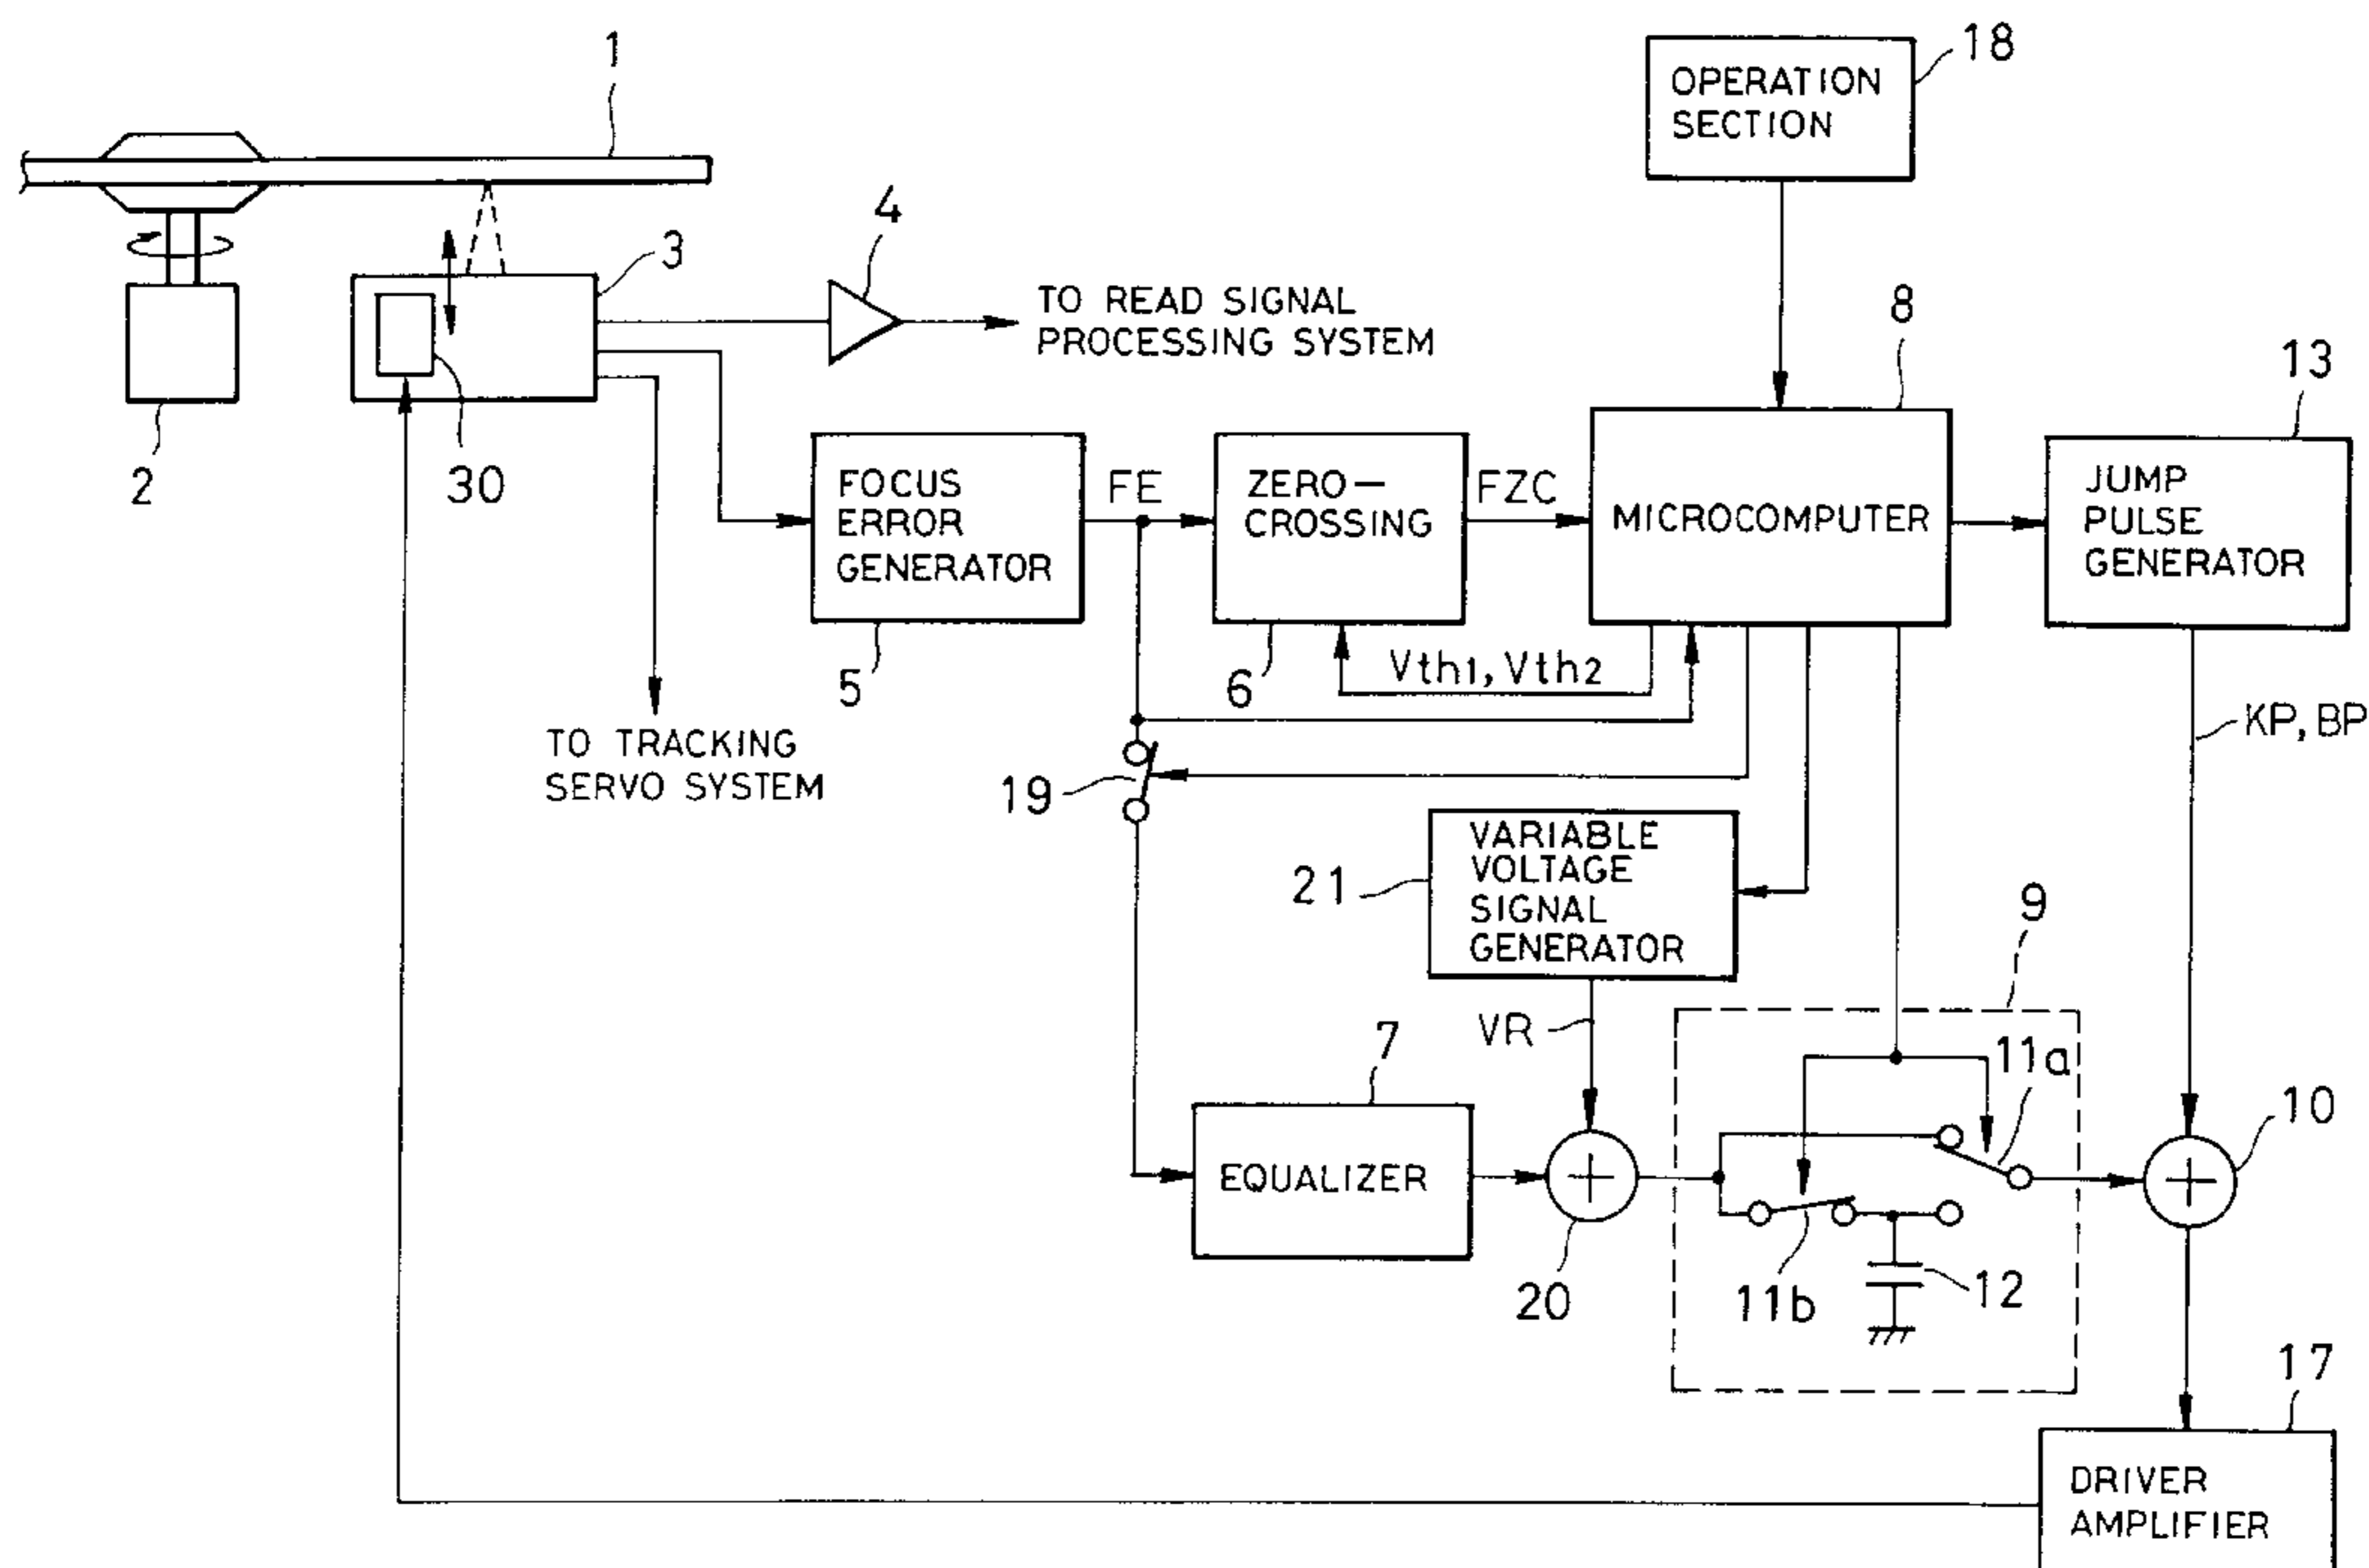 1
OPERATION
SECTION
18
4
3
TO READ SIGNAL
PROCESSING SYSTEM
8
13
2
30
FOCUS
ERROR
GENERATOR
FE
ZERO—
CROSSING
FZC
MICROCOMPUTER
JUMP
PULSE
GENERATOR
5
6
Vth1, Vth2
KP, BP
TO TRACKING
SERVO SYSTEM
19
VARIABLE
VOLTAGE
SIGNAL
GENERATOR
21
9
VR
7
11a
10
EQUALIZER
20
11b
12
17
DRIVER
AMPLIFIER